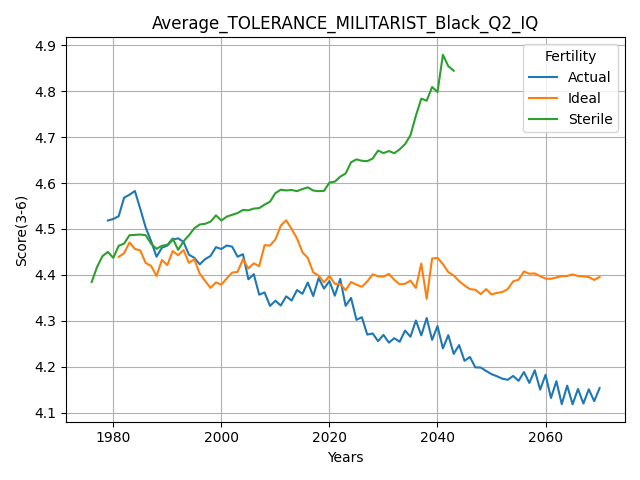 Average_TOLERANCE_MILITARIST_Black_Q2_IQ
Fertility
Actual
Ideal
Sterile
Score(3-6)
4.9
4.8
4.7
4.6
4.5
4.4
4.3
4.2
4.1
1980 2000 2020 2040 2060
Years